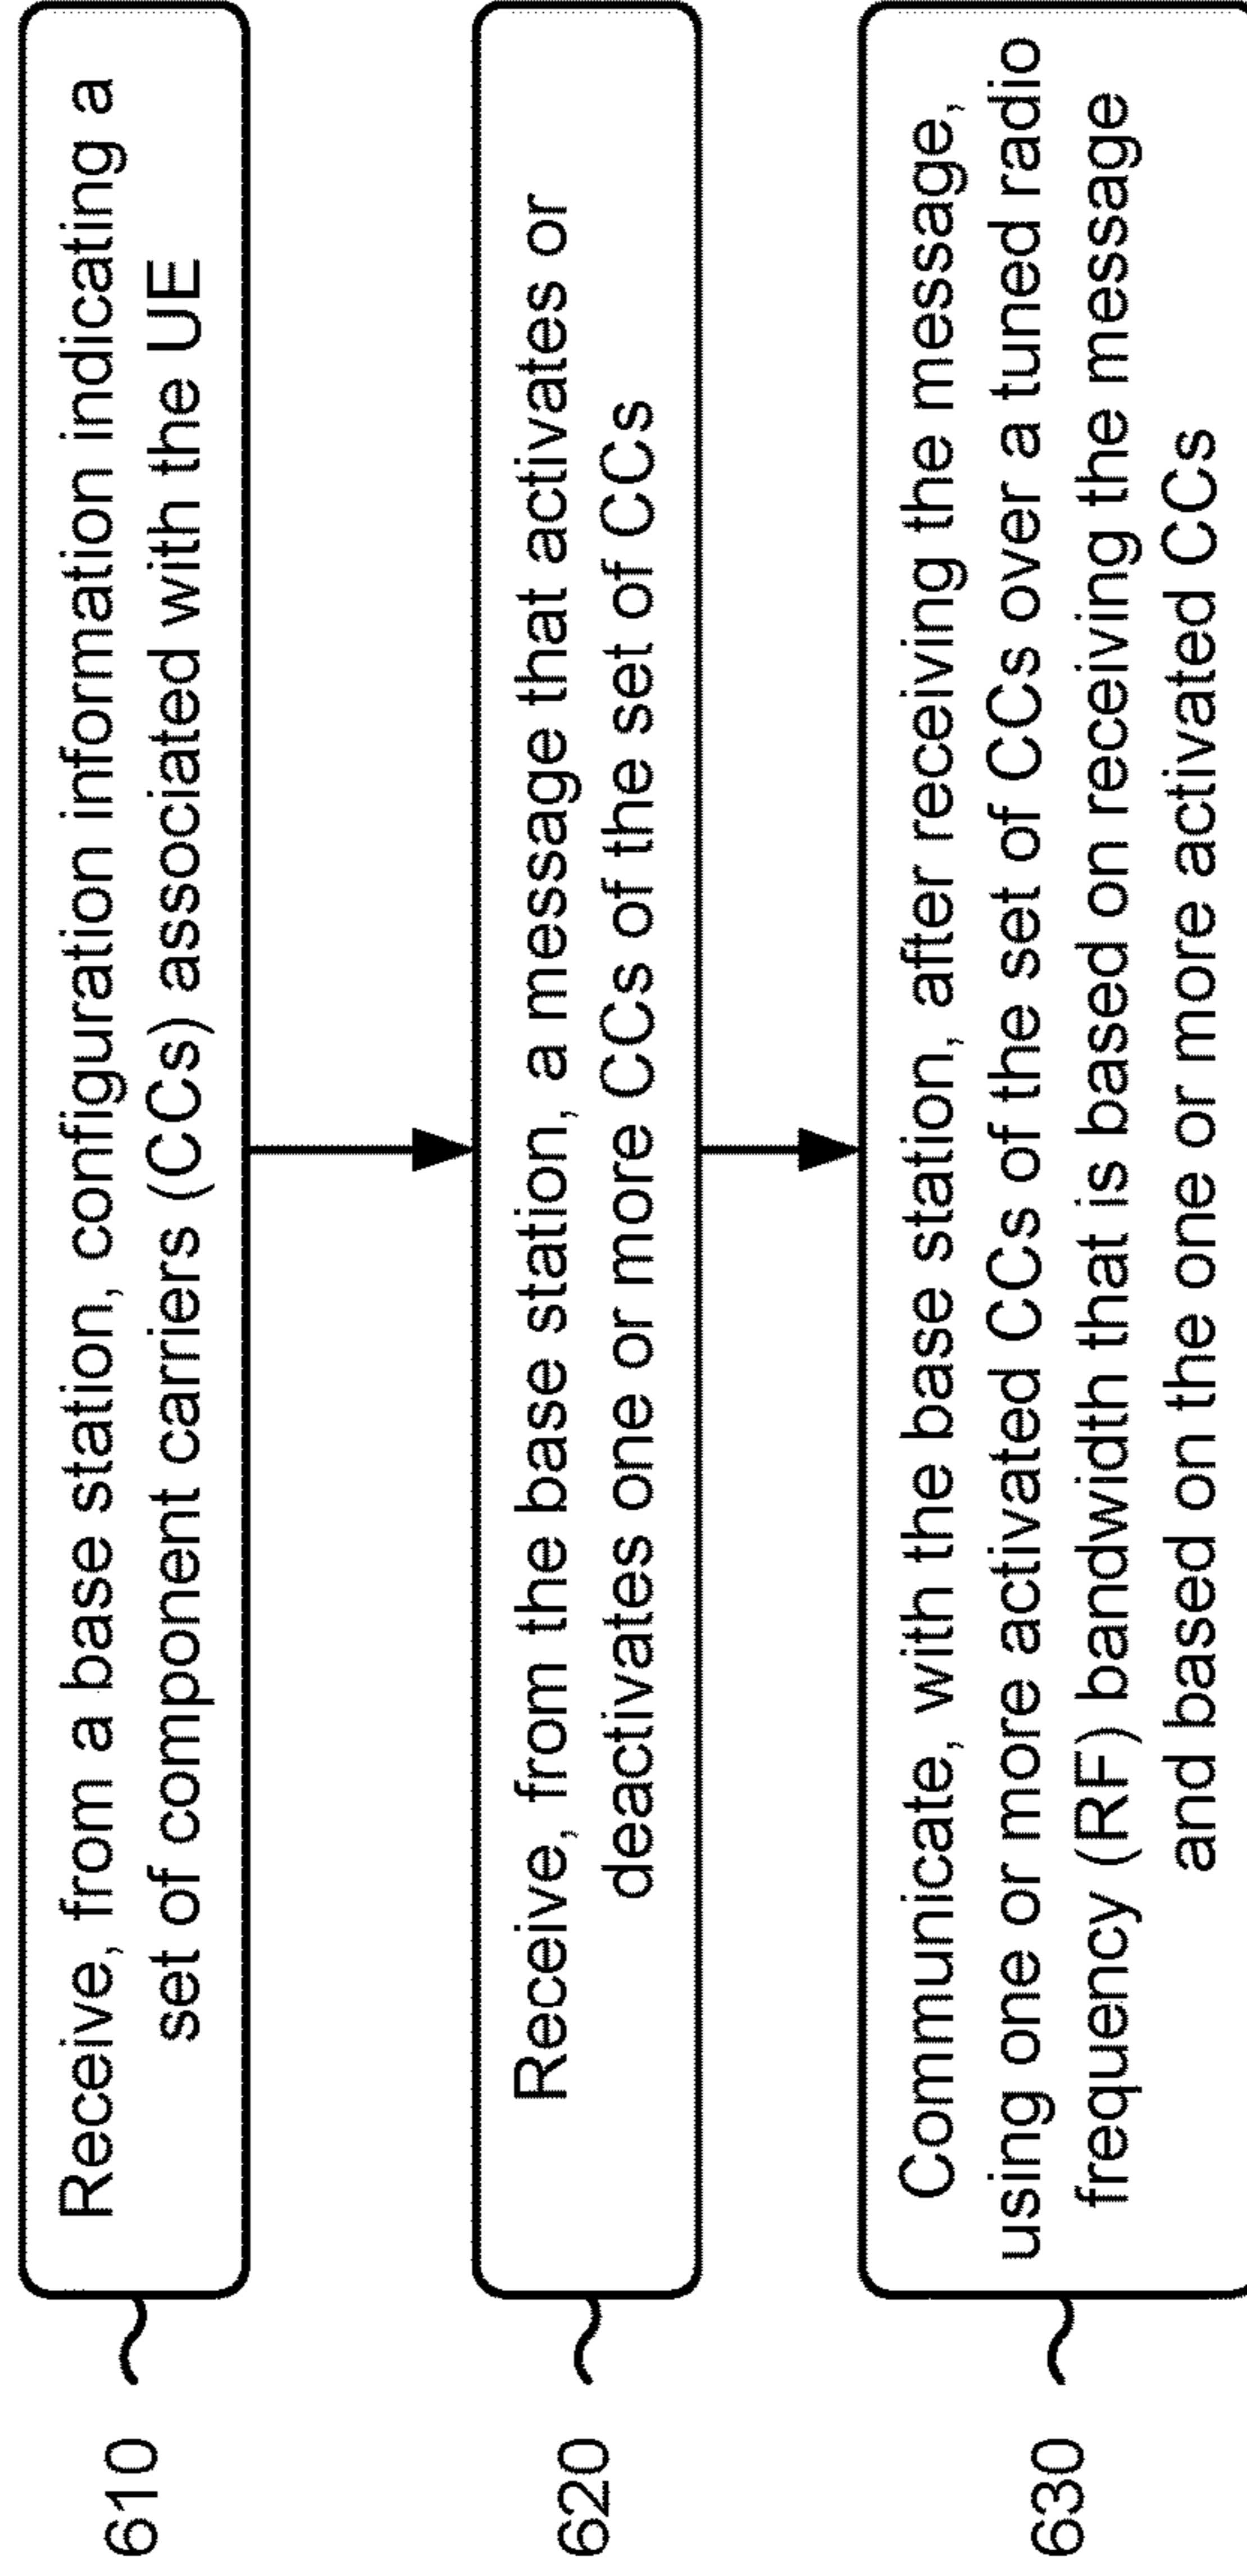 610
Receive, from a base station, configuration information indicating a
set of component carriers (CCs) associated with the UE
620
Receive, from the base station, a message that activates or
deactivates one or more CCs of the set of CCs
630
Communicate, with the base station, after receiving the message,
using one or more activated CCs of the set of CCs over a tuned radio
frequency (RF) bandwidth that is based on receiving the message
and based on the one or more activated CCs